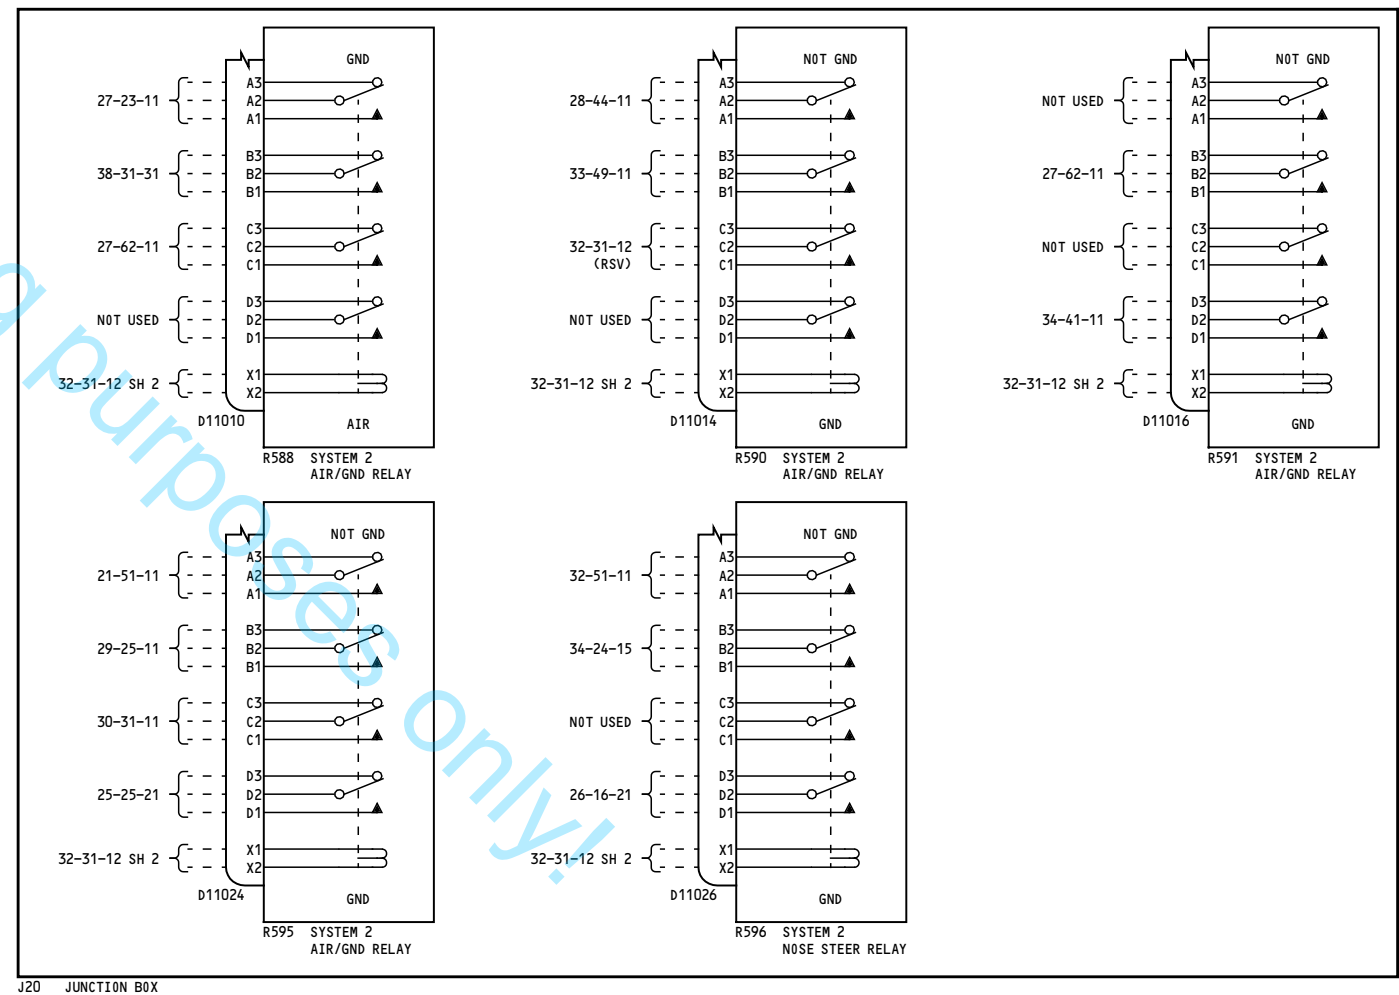 GND
27-23-11
A3
A2
A1
38-31-31
B3
B2
B1
27-62-11
C3
C2
C1
NOT USED
D3
D2
D1
32-31-12 SH 2
X1
X2
D11010
AIR
R588 SYSTEM 2
AIR/GND RELAY
NOT GND
28-44-11
A3
A2
A1
33-49-11
B3
B2
B1
32-31-12
(RSV)
C3
C2
C1
NOT USED
D3
D2
D1
32-31-12 SH 2
X1
X2
D11014
GND
R590 SYSTEM 2
AIR/GND RELAY
NOT GND
NOT USED
A3
A2
A1
27-62-11
B3
B2
B1
NOT USED
C3
C2
C1
34-41-11
D3
D2
D1
32-31-12 SH 2
X1
X2
D11016
GND
R591 SYSTEM 2
AIR/GND RELAY
NOT GND
21-51-11
A3
A2
A1
29-25-11
B3
B2
B1
30-31-11
C3
C2
C1
25-25-21
D3
D2
D1
32-31-12 SH 2
X1
X2
D11024
GND
R595 SYSTEM 2
AIR/GND RELAY
NOT GND
32-51-11
A3
A2
A1
34-24-15
B3
B2
B1
NOT USED
C3
C2
C1
26-16-21
D3
D2
D1
32-31-12 SH 2
X1
X2
D11026
GND
R596 SYSTEM 2
NOSE STEER RELAY
J20 JUNCTION BOX
g purposes only!